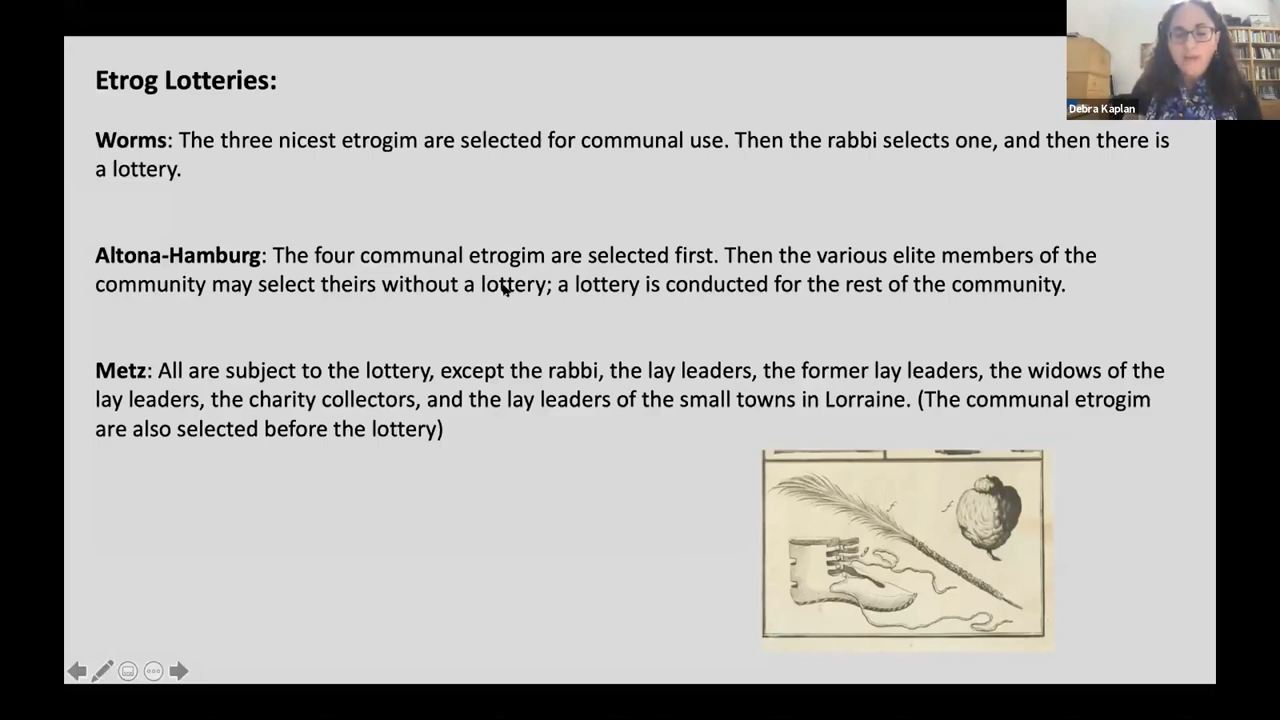 Debra Kaplan
Etrog Lotteries:
Worms: The three nicest etrogim are selected for communal use. Then the rabbi selects one, and then there is
a lottery.
Altona-Hamburg: The four communal etrogim are selected first. Then the various elite members of the
community may select theirs without a lottery; a lottery is conducted for the rest of the community.
Metz: All are subject to the lottery, except the rabbi, the lay leaders, the former lay leaders, the widows of the
lay leaders, the charity collectors, and the lay leaders of the small towns in Lorraine. (The communal etrogim
are also selected before the lottery)
f f